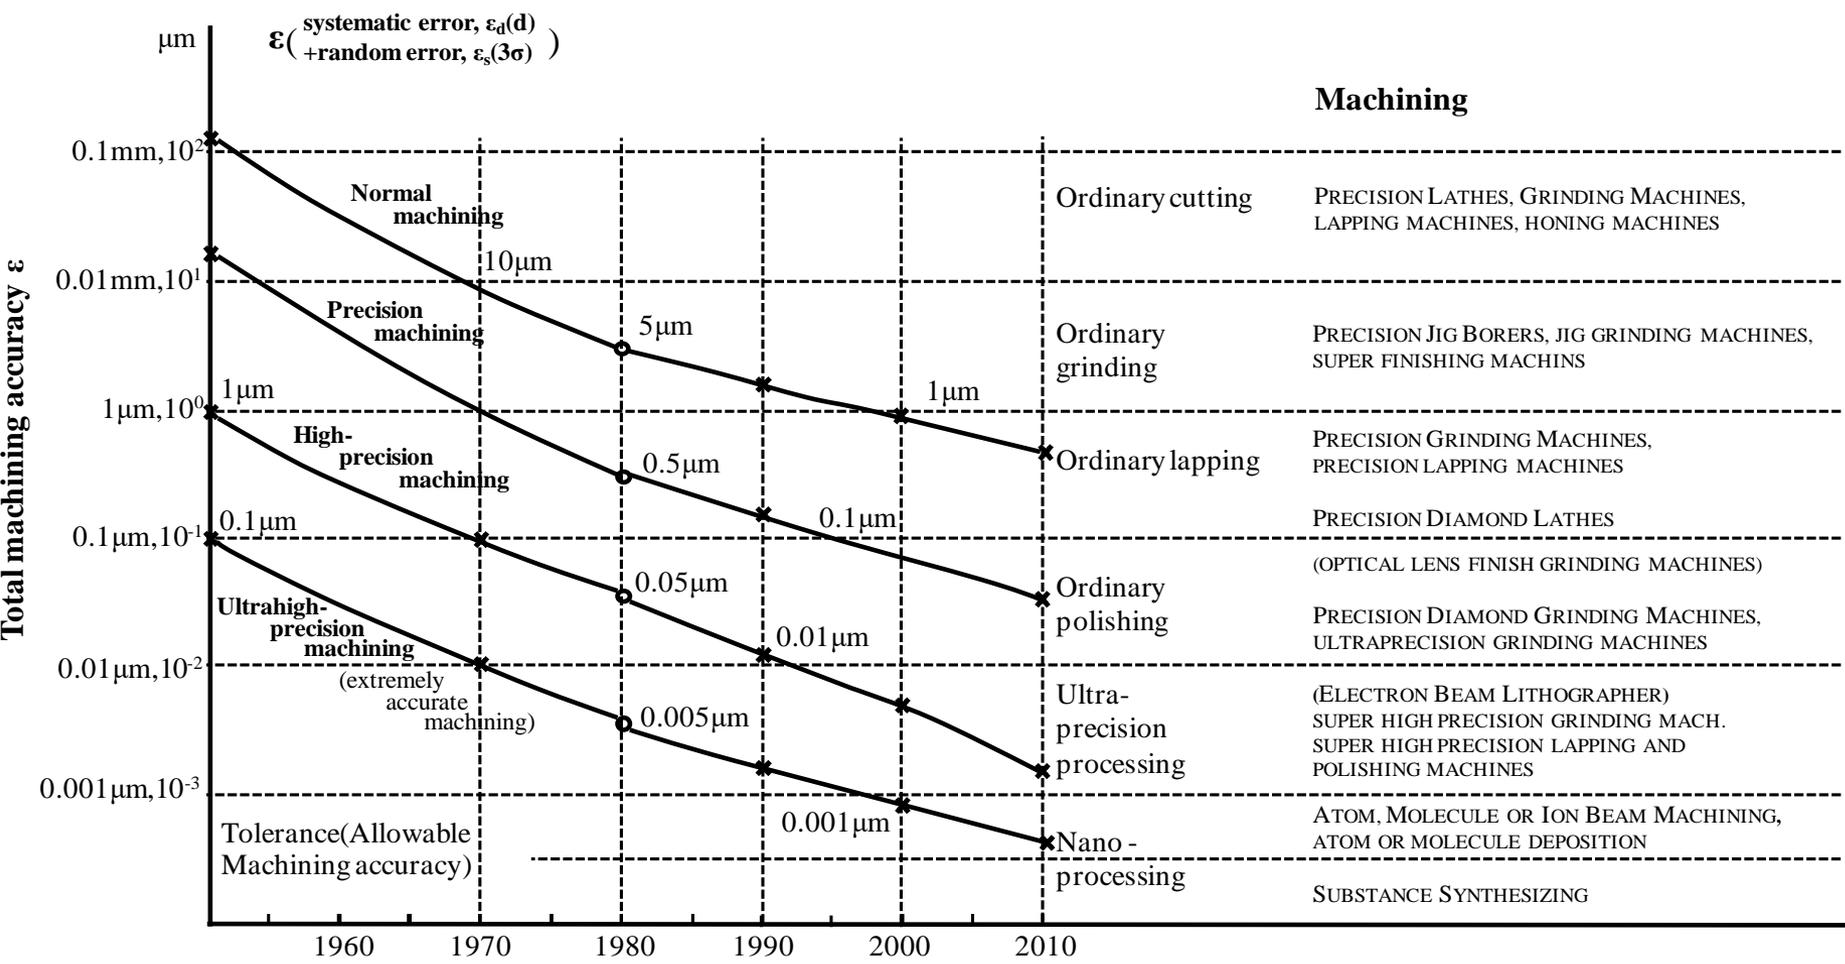 μm
ε( systematic error, εd(d)
+random error, εs(3σ) )
Machining
0.1mm,10²
Normal
machining
Ordinary cutting
PRECISION LATHES, GRINDING MACHINES,
LAPPING MACHINES, HONING MACHINES
10μm
0.01mm,10¹
Precision
machining
5μm
Ordinary
grinding
PRECISION JIG BORERS, JIG GRINDING MACHINES,
SUPER FINISHING MACHINS
1μm
1μm,10⁰
1μm
High-
precision
machining
0.5μm
Ordinary lapping
PRECISION GRINDING MACHINES,
PRECISION LAPPING MACHINES
0.1μm
0.1μm
PRECISION DIAMOND LATHES
0.1μm,10⁻¹
(OPTICAL LENS FINISH GRINDING MACHINES)
Ultrahigh-
precision
machining
(extremely
accurate
machining)
0.05μm
0.01μm
Ordinary
polishing
PRECISION DIAMOND GRINDING MACHINES,
ULTRAPRECISION GRINDING MACHINES
0.01μm,10⁻²
0.005μm
Ultra-
precision
processing
(ELECTRON BEAM LITHOGRAPHER)
SUPER HIGH PRECISION GRINDING MACH.
SUPER HIGH PRECISION LAPPING AND
POLISHING MACHINES
0.001μm,10⁻³
0.001μm
Tolerance(Allowable
Machining accuracy)
Nano -
processing
ATOM, MOLECULE OR ION BEAM MACHINING,
ATOM OR MOLECULE DEPOSITION
SUBSTANCE SYNTHESIZING
1960 1970 1980 1990 2000 2010
Total machining accuracy ε